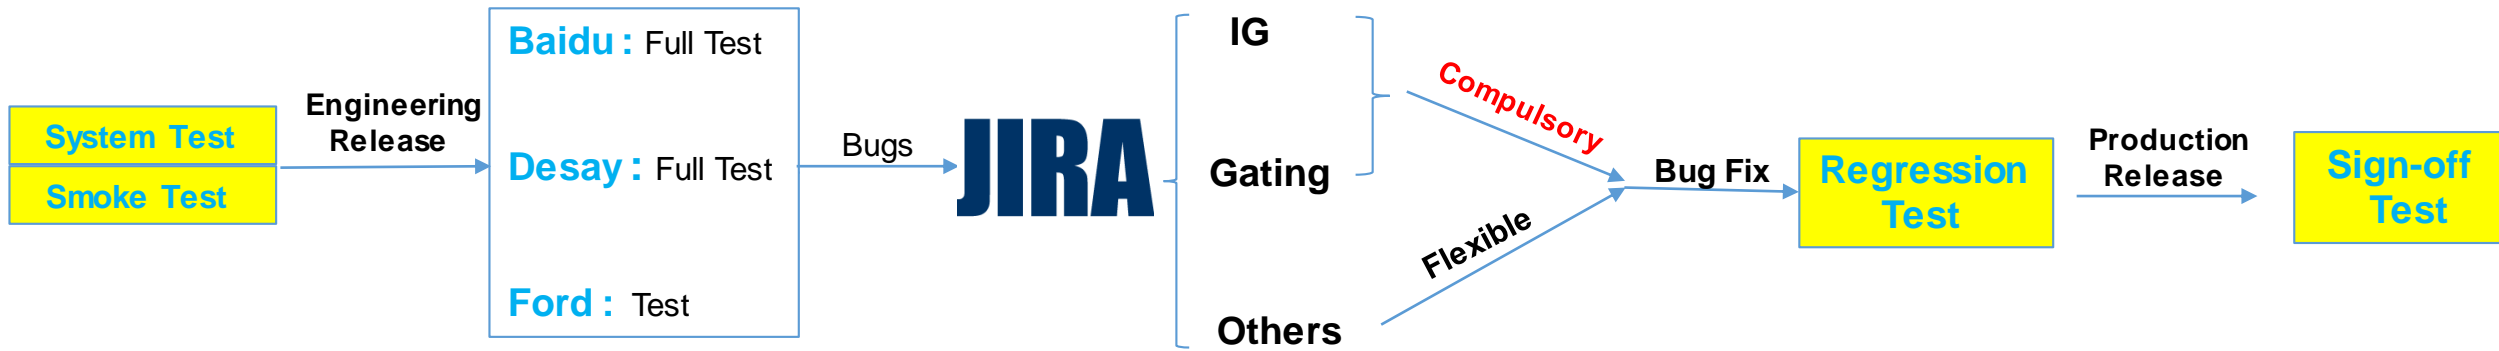 System Test
Smoke Test
Engineering
Release
Baidu : Full Test
Desay : Full Test
Ford : Test
Bugs
JIRA
IG
Gating
Others
Compulsory
Flexible
Bug Fix
Regression
Test
Production
Release
Sign-off
Test